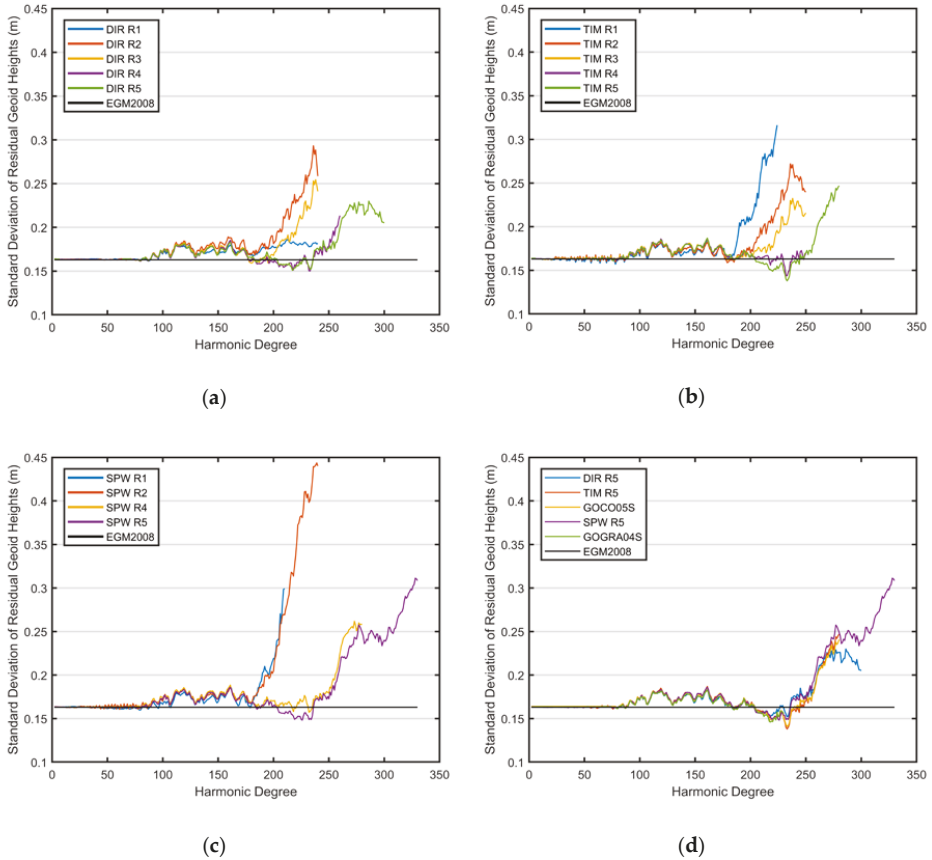 0.45
0.4
0.35
0.3
0.25
0.2
0.15
0.1
Standard Deviation of Residual Geoid Heights (m)
DIR R1
DIR R2
DIR R3
DIR R4
DIR R5
EGM2008
0 50 100 150 200 250 300 350
Harmonic Degree
(a)
0.45
0.4
0.35
0.3
0.25
0.2
0.15
0.1
Standard Deviation of Residual Geoid Heights (m)
TIM R1
TIM R2
TIM R3
TIM R4
TIM R5
EGM2008
0 50 100 150 200 250 300 350
Harmonic Degree
(b)
0.45
0.4
0.35
0.3
0.25
0.2
0.15
0.1
Standard Deviation of Residual Geoid Heights (m)
SPW R1
SPW R2
SPW R4
SPW R5
EGM2008
0 50 100 150 200 250 300 350
Harmonic Degree
(c)
0.45
0.4
0.35
0.3
0.25
0.2
0.15
0.1
Standard Deviation of Residual Geoid Heights (m)
DIR R5
TIM R5
GOCO05S
SPW R5
GOGRA04S
EGM2008
0 50 100 150 200 250 300 350
Harmonic Degree
(d)